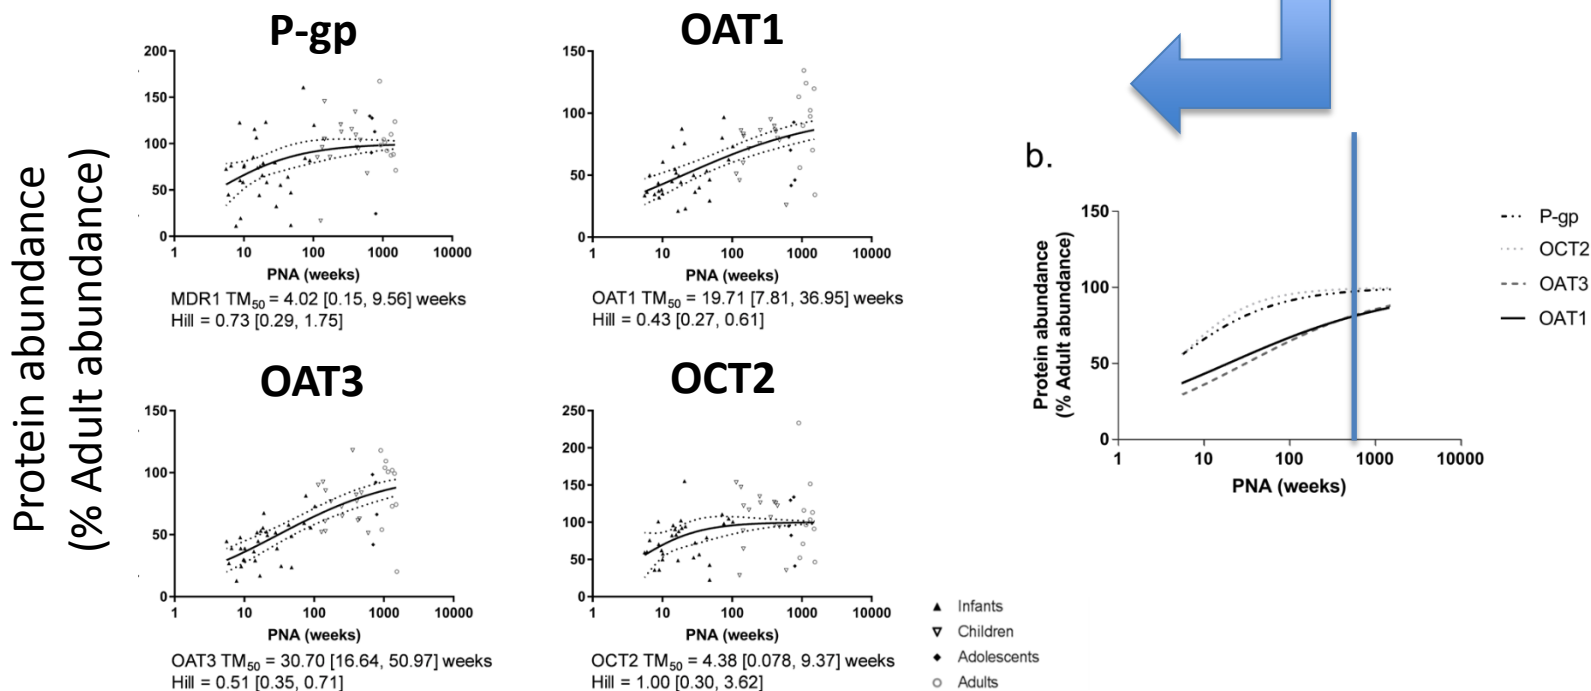 Protein abundance
(% Adult abundance)
P-gp
200
150
100
50
0
1 10 100 1000 10000
PNA (weeks)
MDR1 TM₅₀ = 4.02 [0.15, 9.56] weeks
Hill = 0.73 [0.29, 1.75]
OAT1
150
100
50
0
1 10 100 1000 10000
PNA (weeks)
OAT1 TM₅₀ = 19.71 [7.81, 36.95] weeks
Hill = 0.43 [0.27, 0.61]
OAT3
150
100
50
0
1 10 100 1000 10000
PNA (weeks)
OAT3 TM₅₀ = 30.70 [16.64, 50.97] weeks
Hill = 0.51 [0.35, 0.71]
OCT2
250
200
150
100
50
0
1 10 100 1000 10000
PNA (weeks)
OCT2 TM₅₀ = 4.38 [0.078, 9.37] weeks
Hill = 1.00 [0.30, 3.62]
Infants
Children
Adolescents
Adults
b.
Protein abundance
(% Adult abundance)
150
100
50
0
1 10 100 1000 10000
PNA (weeks)
P-gp
OCT2
OAT3
OAT1